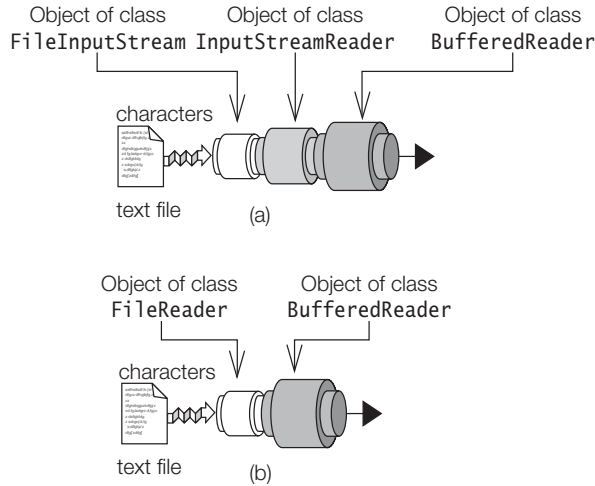 Object of class
FileInputStream
Object of class
InputStreamReader
Object of class
BufferedReader
characters
text file
(a)
Object of class
FileReader
Object of class
BufferedReader
characters
text file
(b)